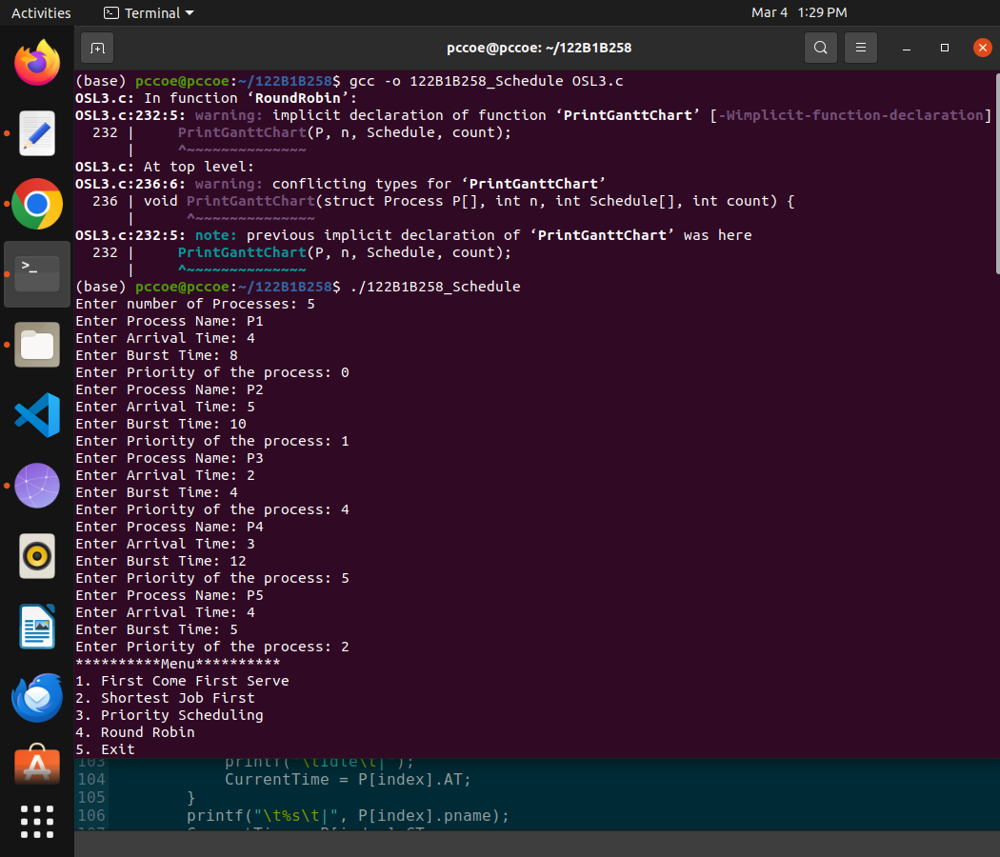 Activities Terminal Mar 4 1:29 PM
pccoe@pccoe: ~/122B1B258
(base) pccoe@pccoe:~/122B1B258$ gcc -o 122B1B258_Schedule OSL3.c
OSL3.c: In function ‘RoundRobin’:
OSL3.c:232:5: warning: implicit declaration of function ‘PrintGanttChart’ [-Wimplicit-function-declaration]
232 | PrintGanttChart(P, n, Schedule, count);
| ^~~~~~~~~~~~~~~
OSL3.c: At top level:
OSL3.c:236:6: warning: conflicting types for ‘PrintGanttChart’
236 | void PrintGanttChart(struct Process P[], int n, int Schedule[], int count) {
| ^~~~~~~~~~~~~~~
OSL3.c:232:5: note: previous implicit declaration of ‘PrintGanttChart’ was here
232 | PrintGanttChart(P, n, Schedule, count);
| ^~~~~~~~~~~~~~~
(base) pccoe@pccoe:~/122B1B258$ ./122B1B258_Schedule
Enter number of Processes: 5
Enter Process Name: P1
Enter Arrival Time: 4
Enter Burst Time: 8
Enter Priority of the process: 0
Enter Process Name: P2
Enter Arrival Time: 5
Enter Burst Time: 10
Enter Priority of the process: 1
Enter Process Name: P3
Enter Arrival Time: 2
Enter Burst Time: 4
Enter Priority of the process: 4
Enter Process Name: P4
Enter Arrival Time: 3
Enter Burst Time: 12
Enter Priority of the process: 5
Enter Process Name: P5
Enter Arrival Time: 4
Enter Burst Time: 5
Enter Priority of the process: 2
**********Menu**********
1. First Come First Serve
2. Shortest Job First
3. Priority Scheduling
4. Round Robin
5. Exit
103 printf("\tidle\t|");
104 CurrentTime = P[index].AT;
105 }
106 printf("\t%s\t|", P[index].pname);